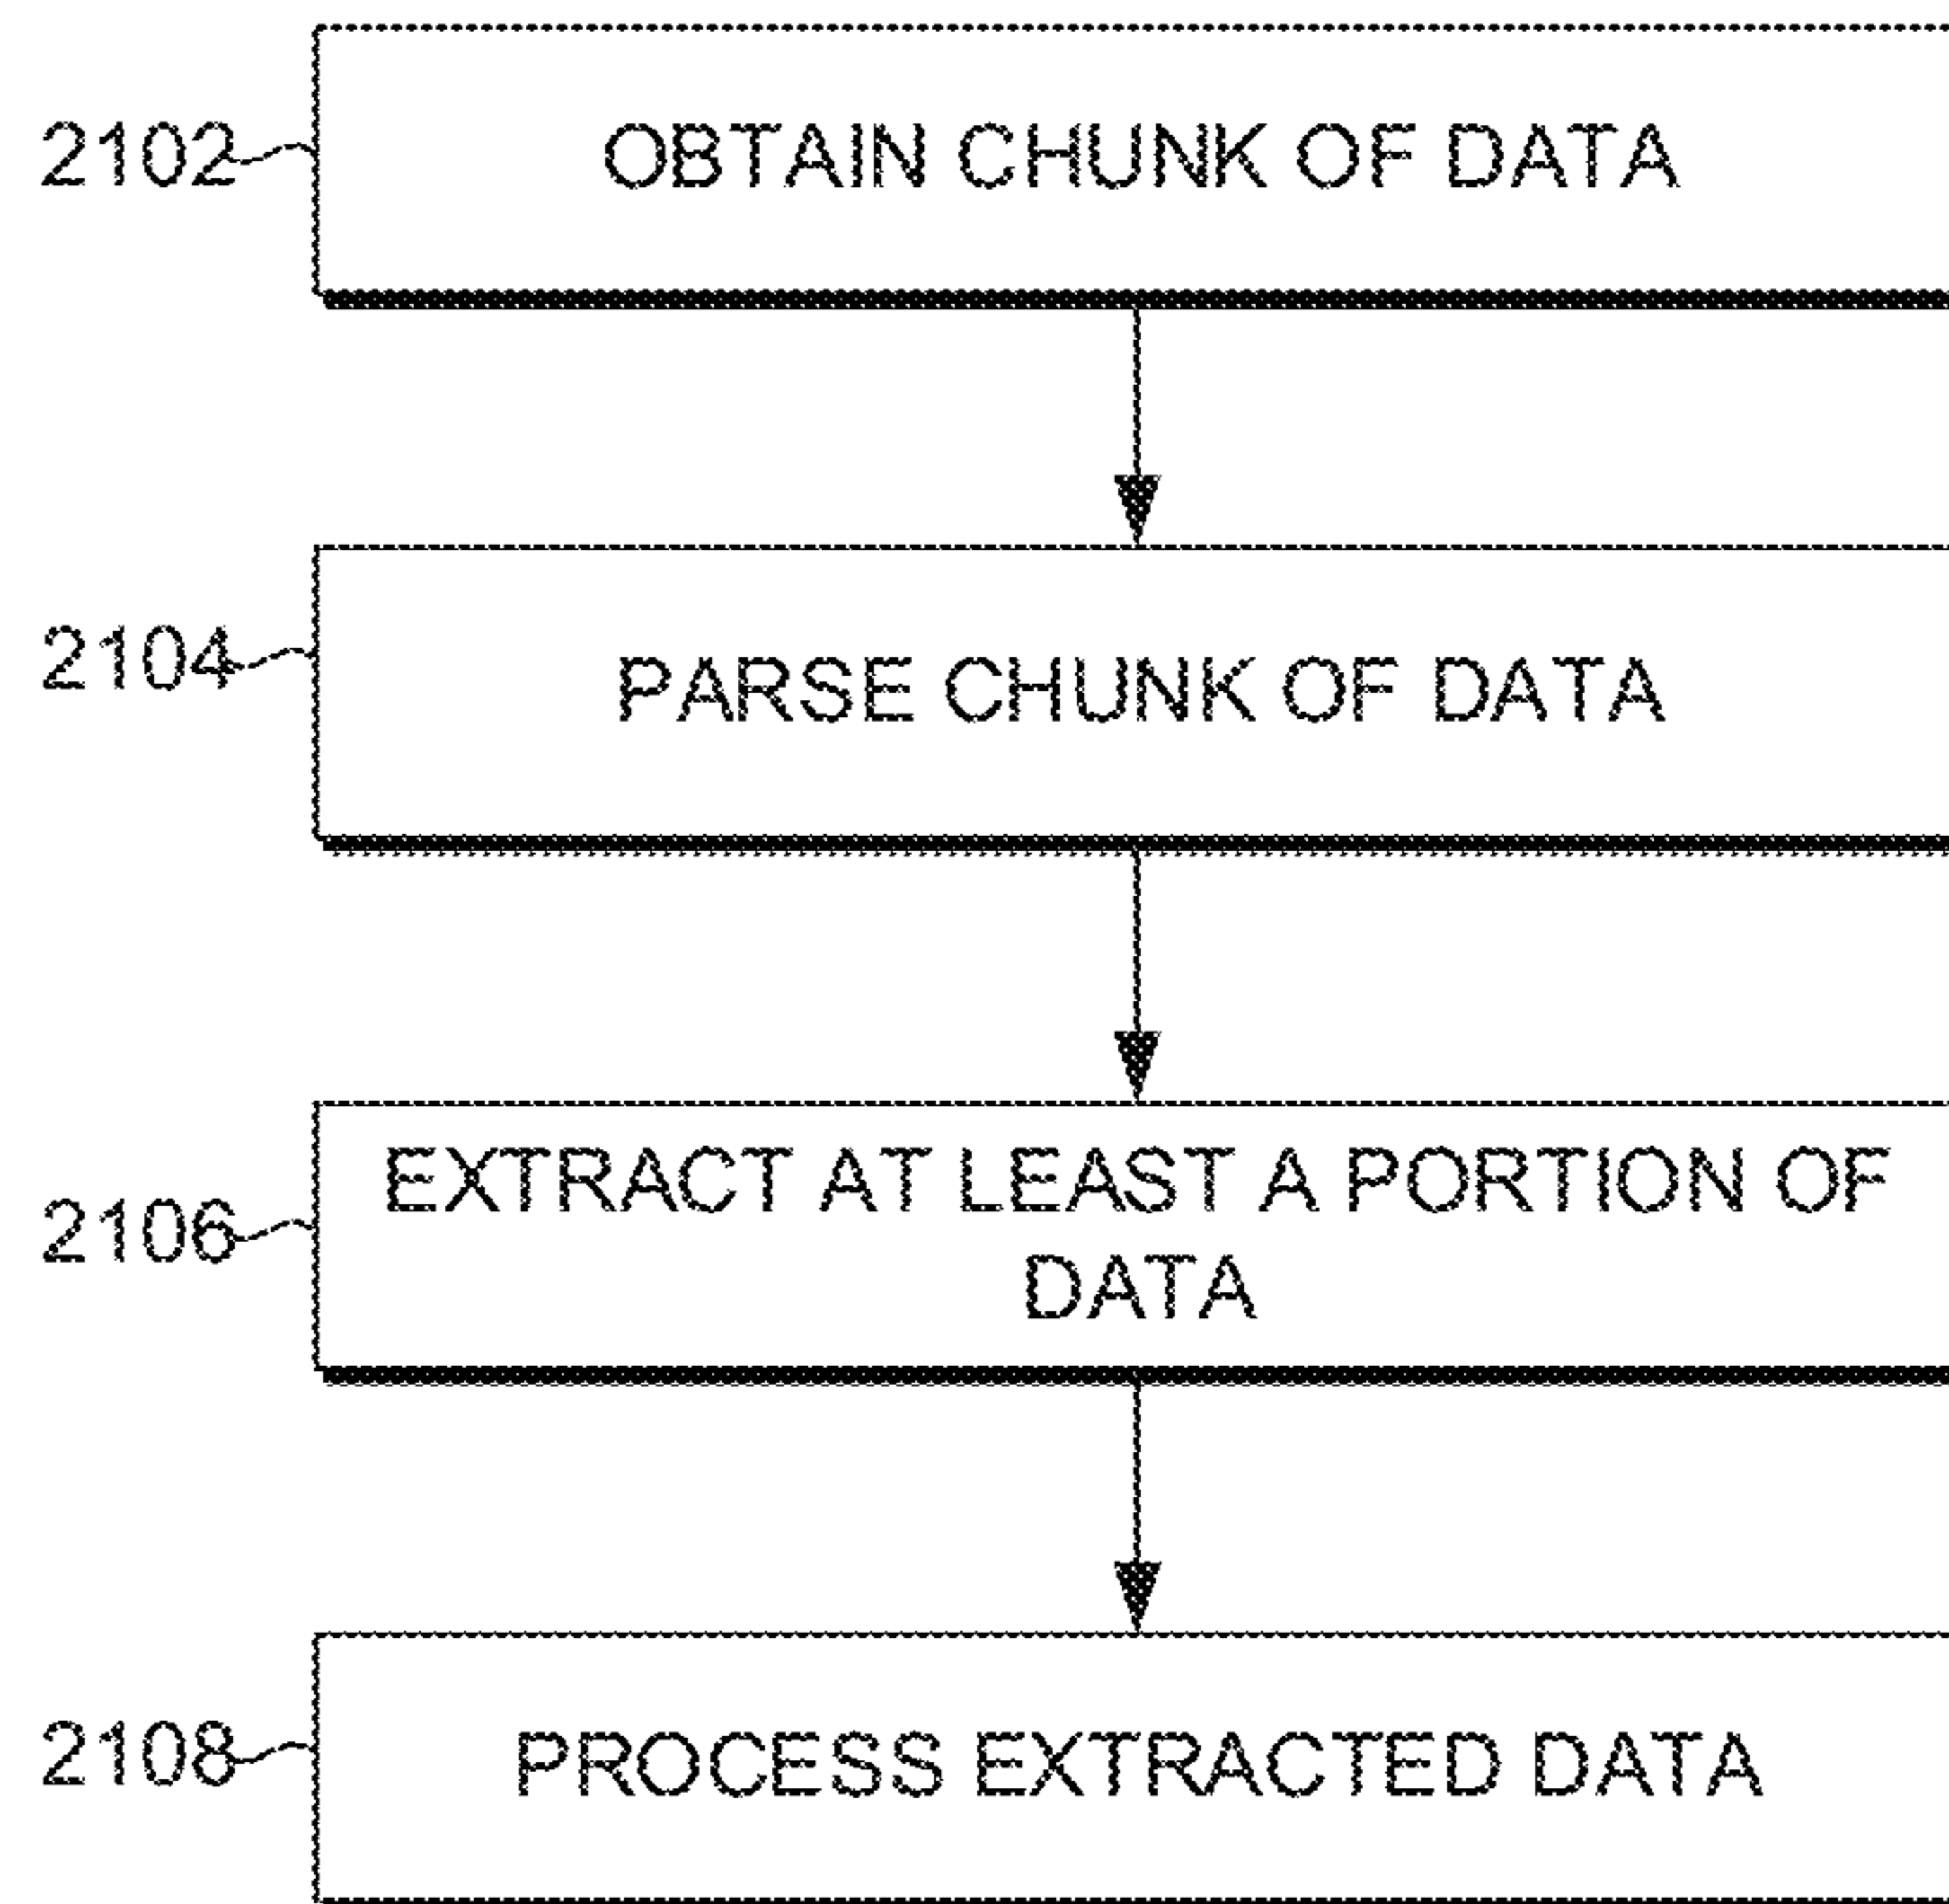 2102
OBTAIN CHUNK OF DATA
2104
PARSE CHUNK OF DATA
2106
EXTRACT AT LEAST A PORTION OF
DATA
2108
PROCESS EXTRACTED DATA